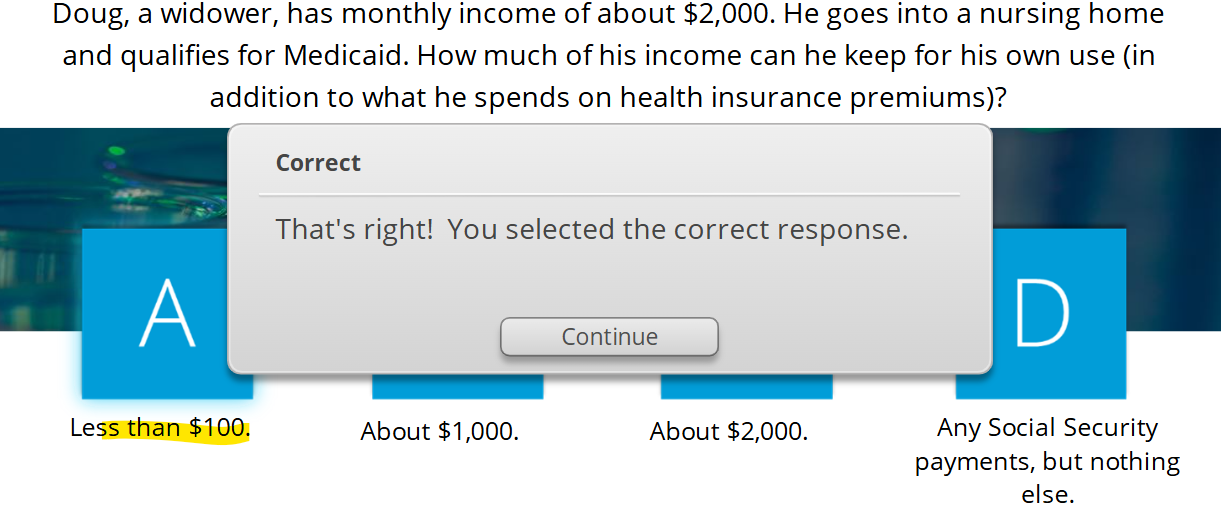 Doug, a widower, has monthly income of about $2,000. He goes into a nursing home
and qualifies for Medicaid. How much of his income can he keep for his own use (in
addition to what he spends on health insurance premiums)?
Correct
That's right!  You selected the correct response.
Continue
A
D
Less than $100.
About $1,000.
About $2,000.
Any Social Security
payments, but nothing
else.